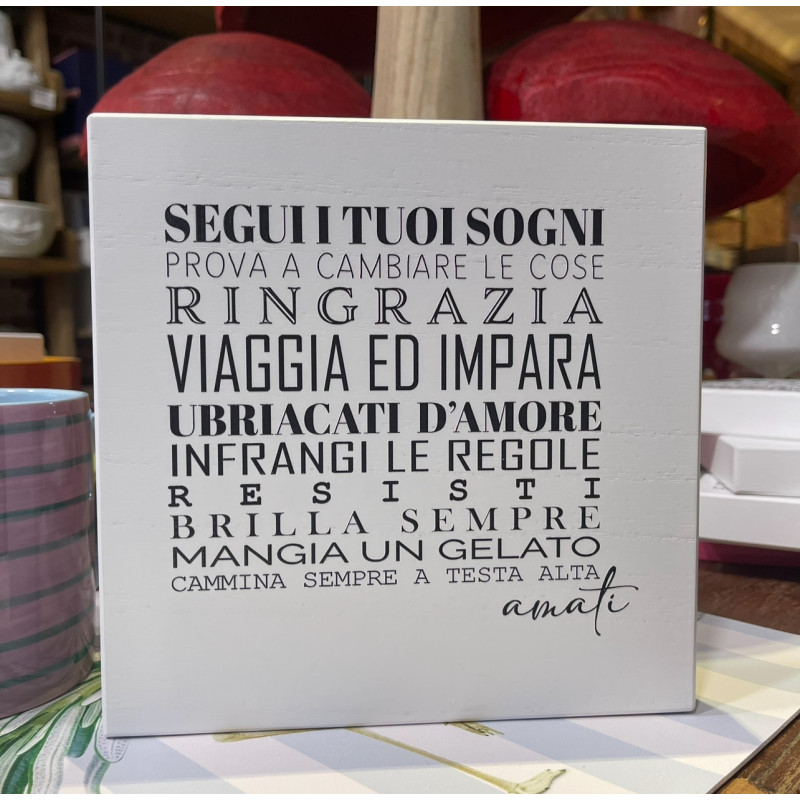 SEGUI I TUOI SOGNI
PROVA A CAMBIARE LE COSE
RINGRAZIA
VIAGGIA ED IMPARA
UBRIACATI D'AMORE
INFRANGI LE REGOLE
RESISTI
BRILLA SEMPRE
MANGIA UN GELATO
CAMMINA SEMPRE A TESTA ALTA
amati